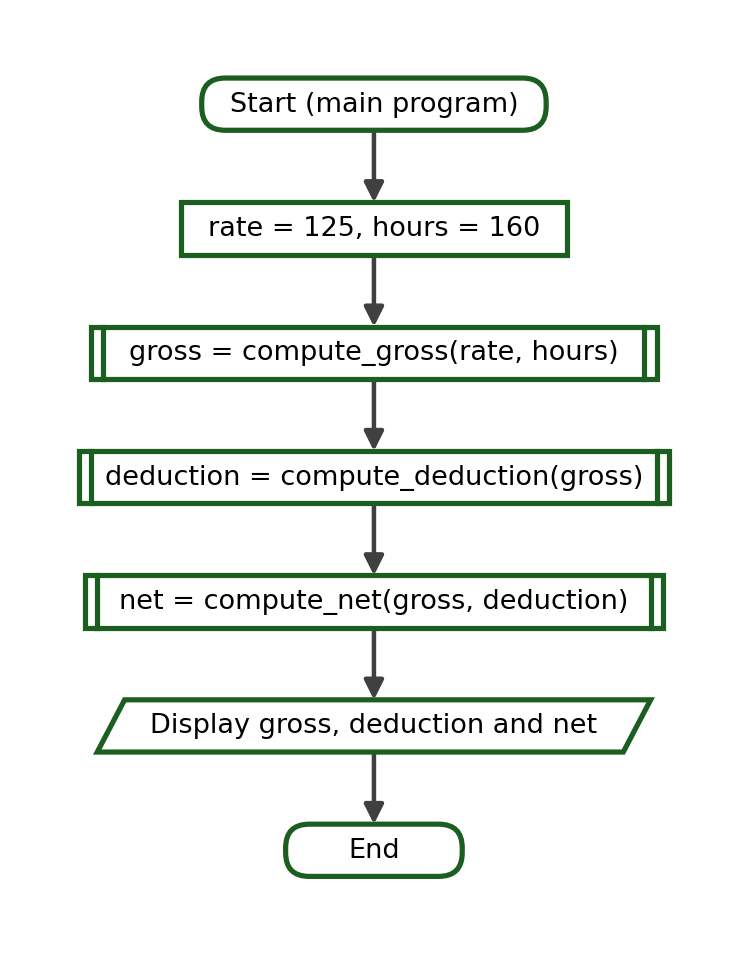 Start (main program)
rate = 125, hours = 160
gross = compute_gross(rate, hours)
deduction = compute_deduction(gross)
net = compute_net(gross, deduction)
Display gross, deduction and net
End